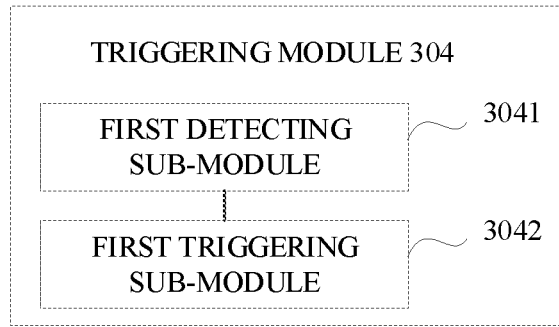 TRIGGERING MODULE 304
FIRST DETECTING
SUB-MODULE
3041
FIRST TRIGGERING
SUB-MODULE
3042